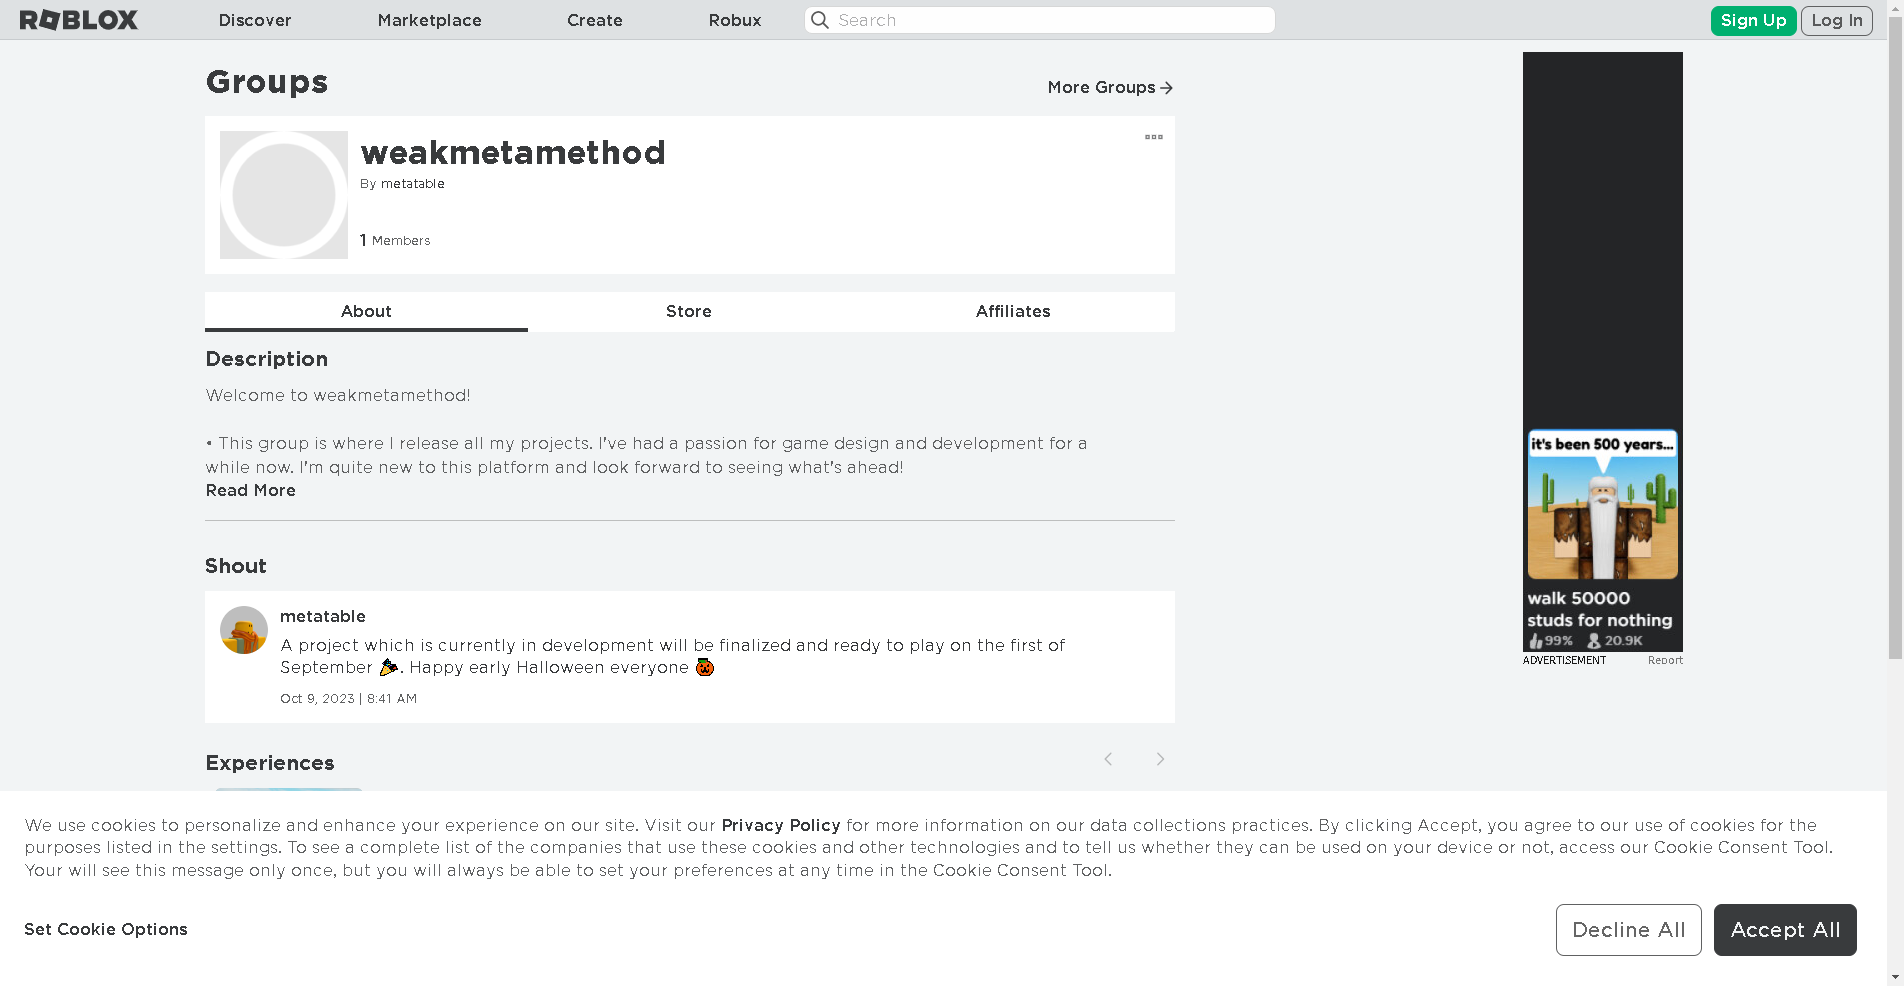 ROBLOX
Discover
Marketplace
Create
Robux
Search
Sign Up
Log In
Groups
More Groups
weakmetamethod
By metatable
1 Members
About
Store
Affiliates
Description
Welcome to weakmetamethod!
• This group is where I release all my projects. I've had a passion for game design and development for a
while now. I'm quite new to this platform and look forward to seeing what's ahead!
Read More
Shout
metatable
A project which is currently in development will be finalized and ready to play on the first of
September 🎉. Happy early Halloween everyone 🎃
Oct 9, 2023 | 8:41 AM
Experiences
it's been 500 years...
walk 50000
studs for nothing
99% 20.9K
ADVERTISEMENT
Report
We use cookies to personalize and enhance your experience on our site. Visit our Privacy Policy for more information on our data collections practices. By clicking Accept, you agree to our use of cookies for the
purposes listed in the settings. To see a complete list of the companies that use these cookies and other technologies and to tell us whether they can be used on your device or not, access our Cookie Consent Tool.
Your will see this message only once, but you will always be able to set your preferences at any time in the Cookie Consent Tool.
Set Cookie Options
Decline All
Accept All